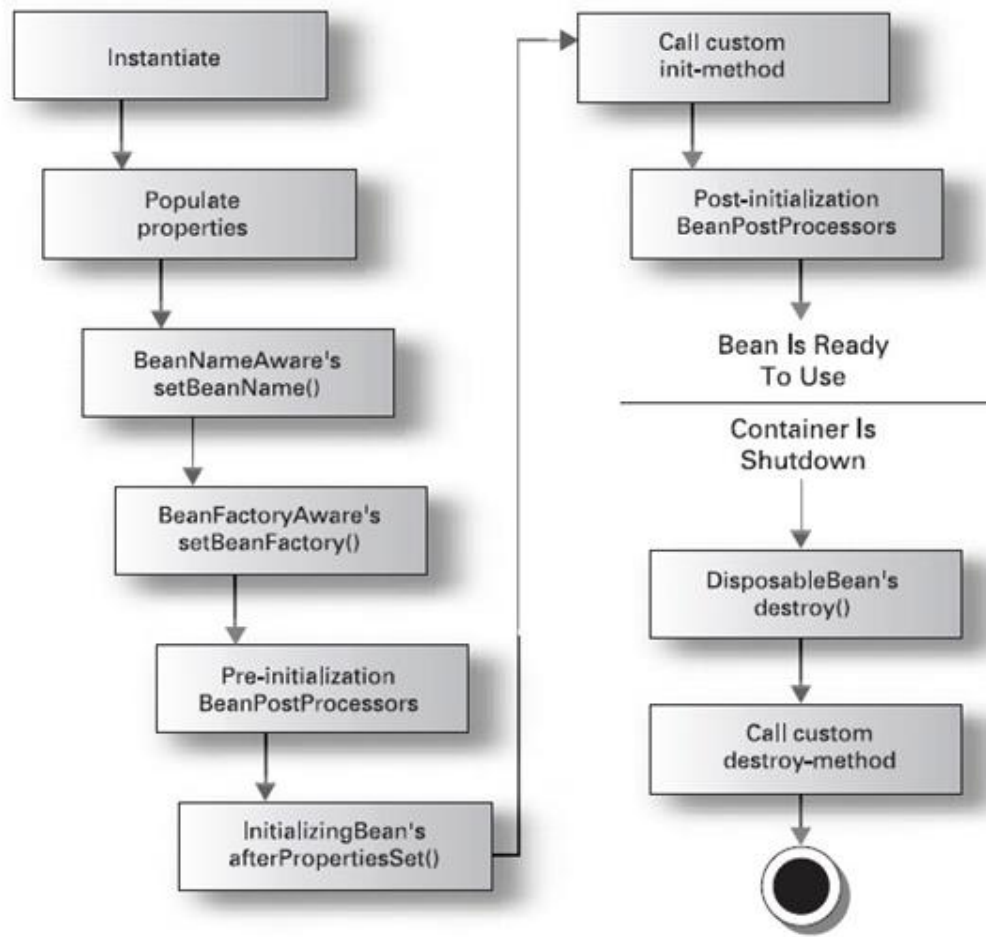 Instantiate
Populate
properties
BeanNameAware's
setBeanName()
BeanFactoryAware's
setBeanFactory()
Pre-initialization
BeanPostProcessors
InitializingBean's
afterPropertiesSet()
Call custom
init-method
Post-initialization
BeanPostProcessors
Bean Is Ready
To Use
Container Is
Shutdown
DisposableBean's
destroy()
Call custom
destroy-method